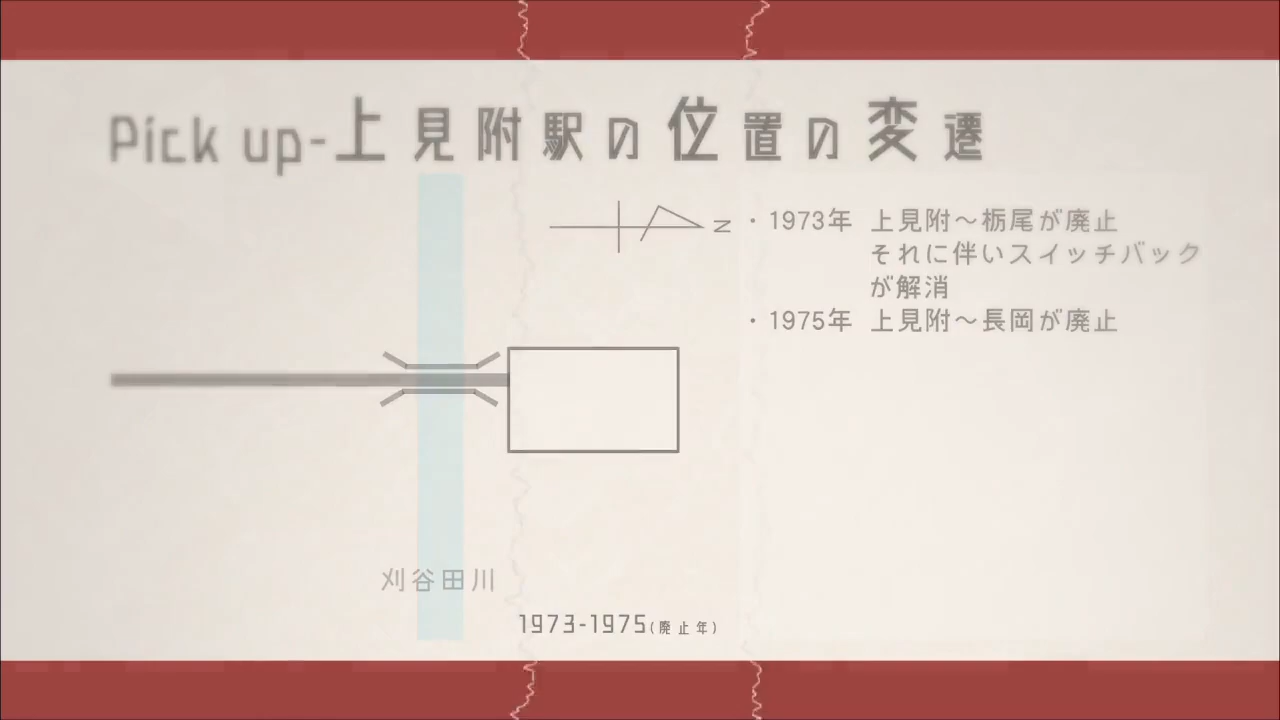 Pick up-上見附駅の位置の変遷
N
・1973年 上見附〜栃尾が廃止
それに伴いスイッチバック
が解消
・1975年 上見附〜長岡が廃止
刈谷田川
1973-1975(廃止年)